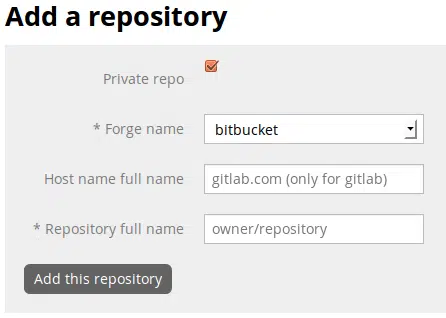 Add a repository
Private repo
* Forge name
bitbucket
Host name full name
gitlab.com (only for gitlab)
* Repository full name
owner/repository
Add this repository